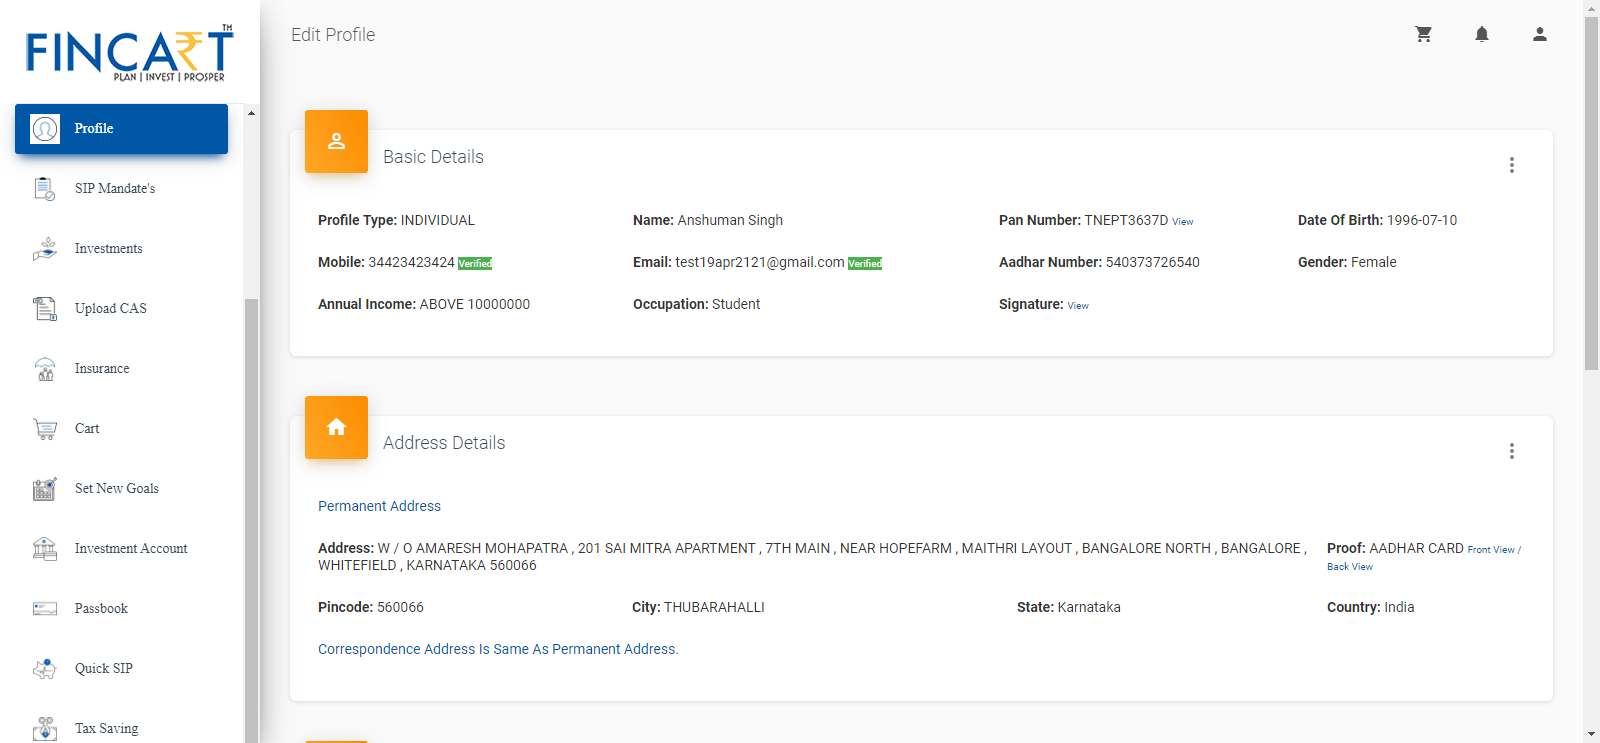 FINCART™
PLAN | INVEST | PROSPER
Profile
SIP Mandate's
Investments
Upload CAS
Insurance
Cart
Set New Goals
Investment Account
Passbook
Quick SIP
Tax Saving
Edit Profile
Basic Details
Profile Type: INDIVIDUAL Name: Anshuman Singh Pan Number: TNEPT3637D View Date Of Birth: 1996-07-10
Mobile: 34423423424 Verified Email: test19apr2121@gmail.com Verified Aadhar Number: 540373726540 Gender: Female
Annual Income: ABOVE 10000000 Occupation: Student Signature: View
Address Details
Permanent Address
Address: W / O AMARESH MOHAPATRA , 201 SAI MITRA APARTMENT , 7TH MAIN , NEAR HOPEFARM , MAITHRI LAYOUT , BANGALORE NORTH , BANGALORE ,
WHITEFIELD , KARNATAKA 560066
Proof: AADHAR CARD Front View /
Back View
Pincode: 560066 City: THUBARAHALLI State: Karnataka Country: India
Correspondence Address Is Same As Permanent Address.